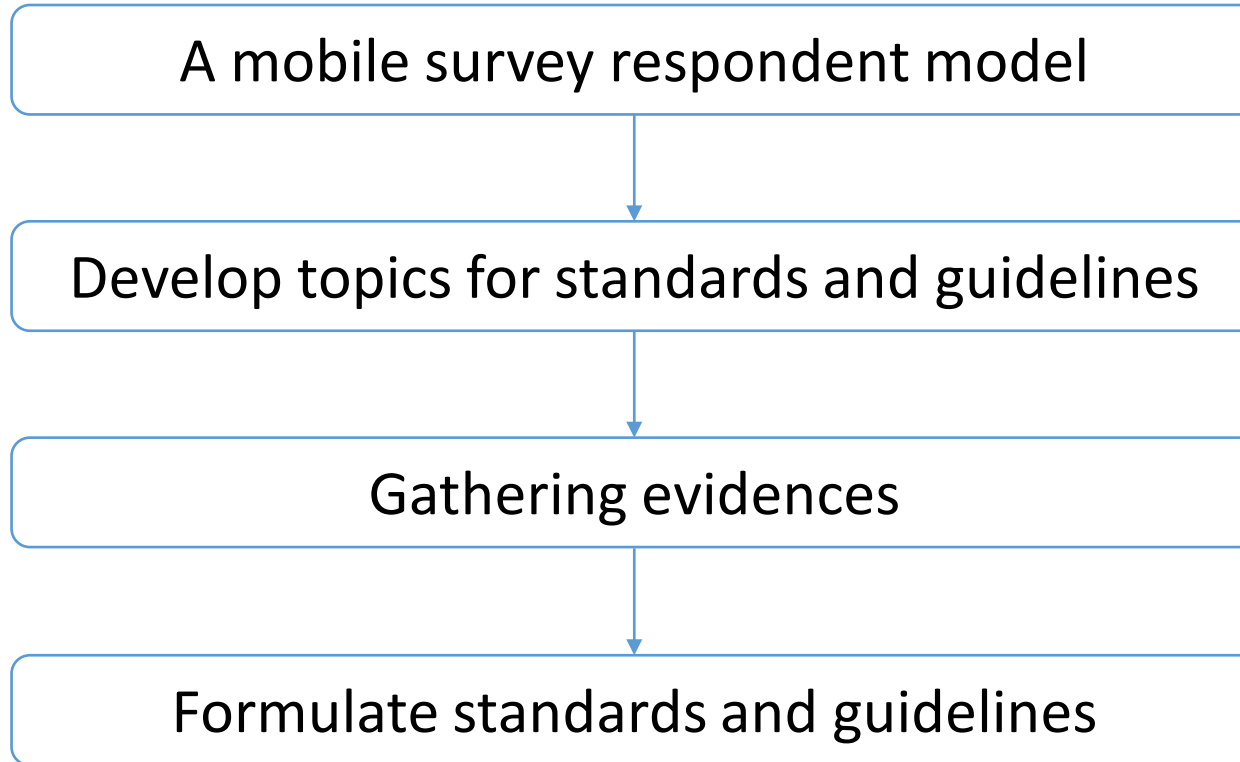 A mobile survey respondent model
Develop topics for standards and guidelines
Gathering evidences
Formulate standards and guidelines